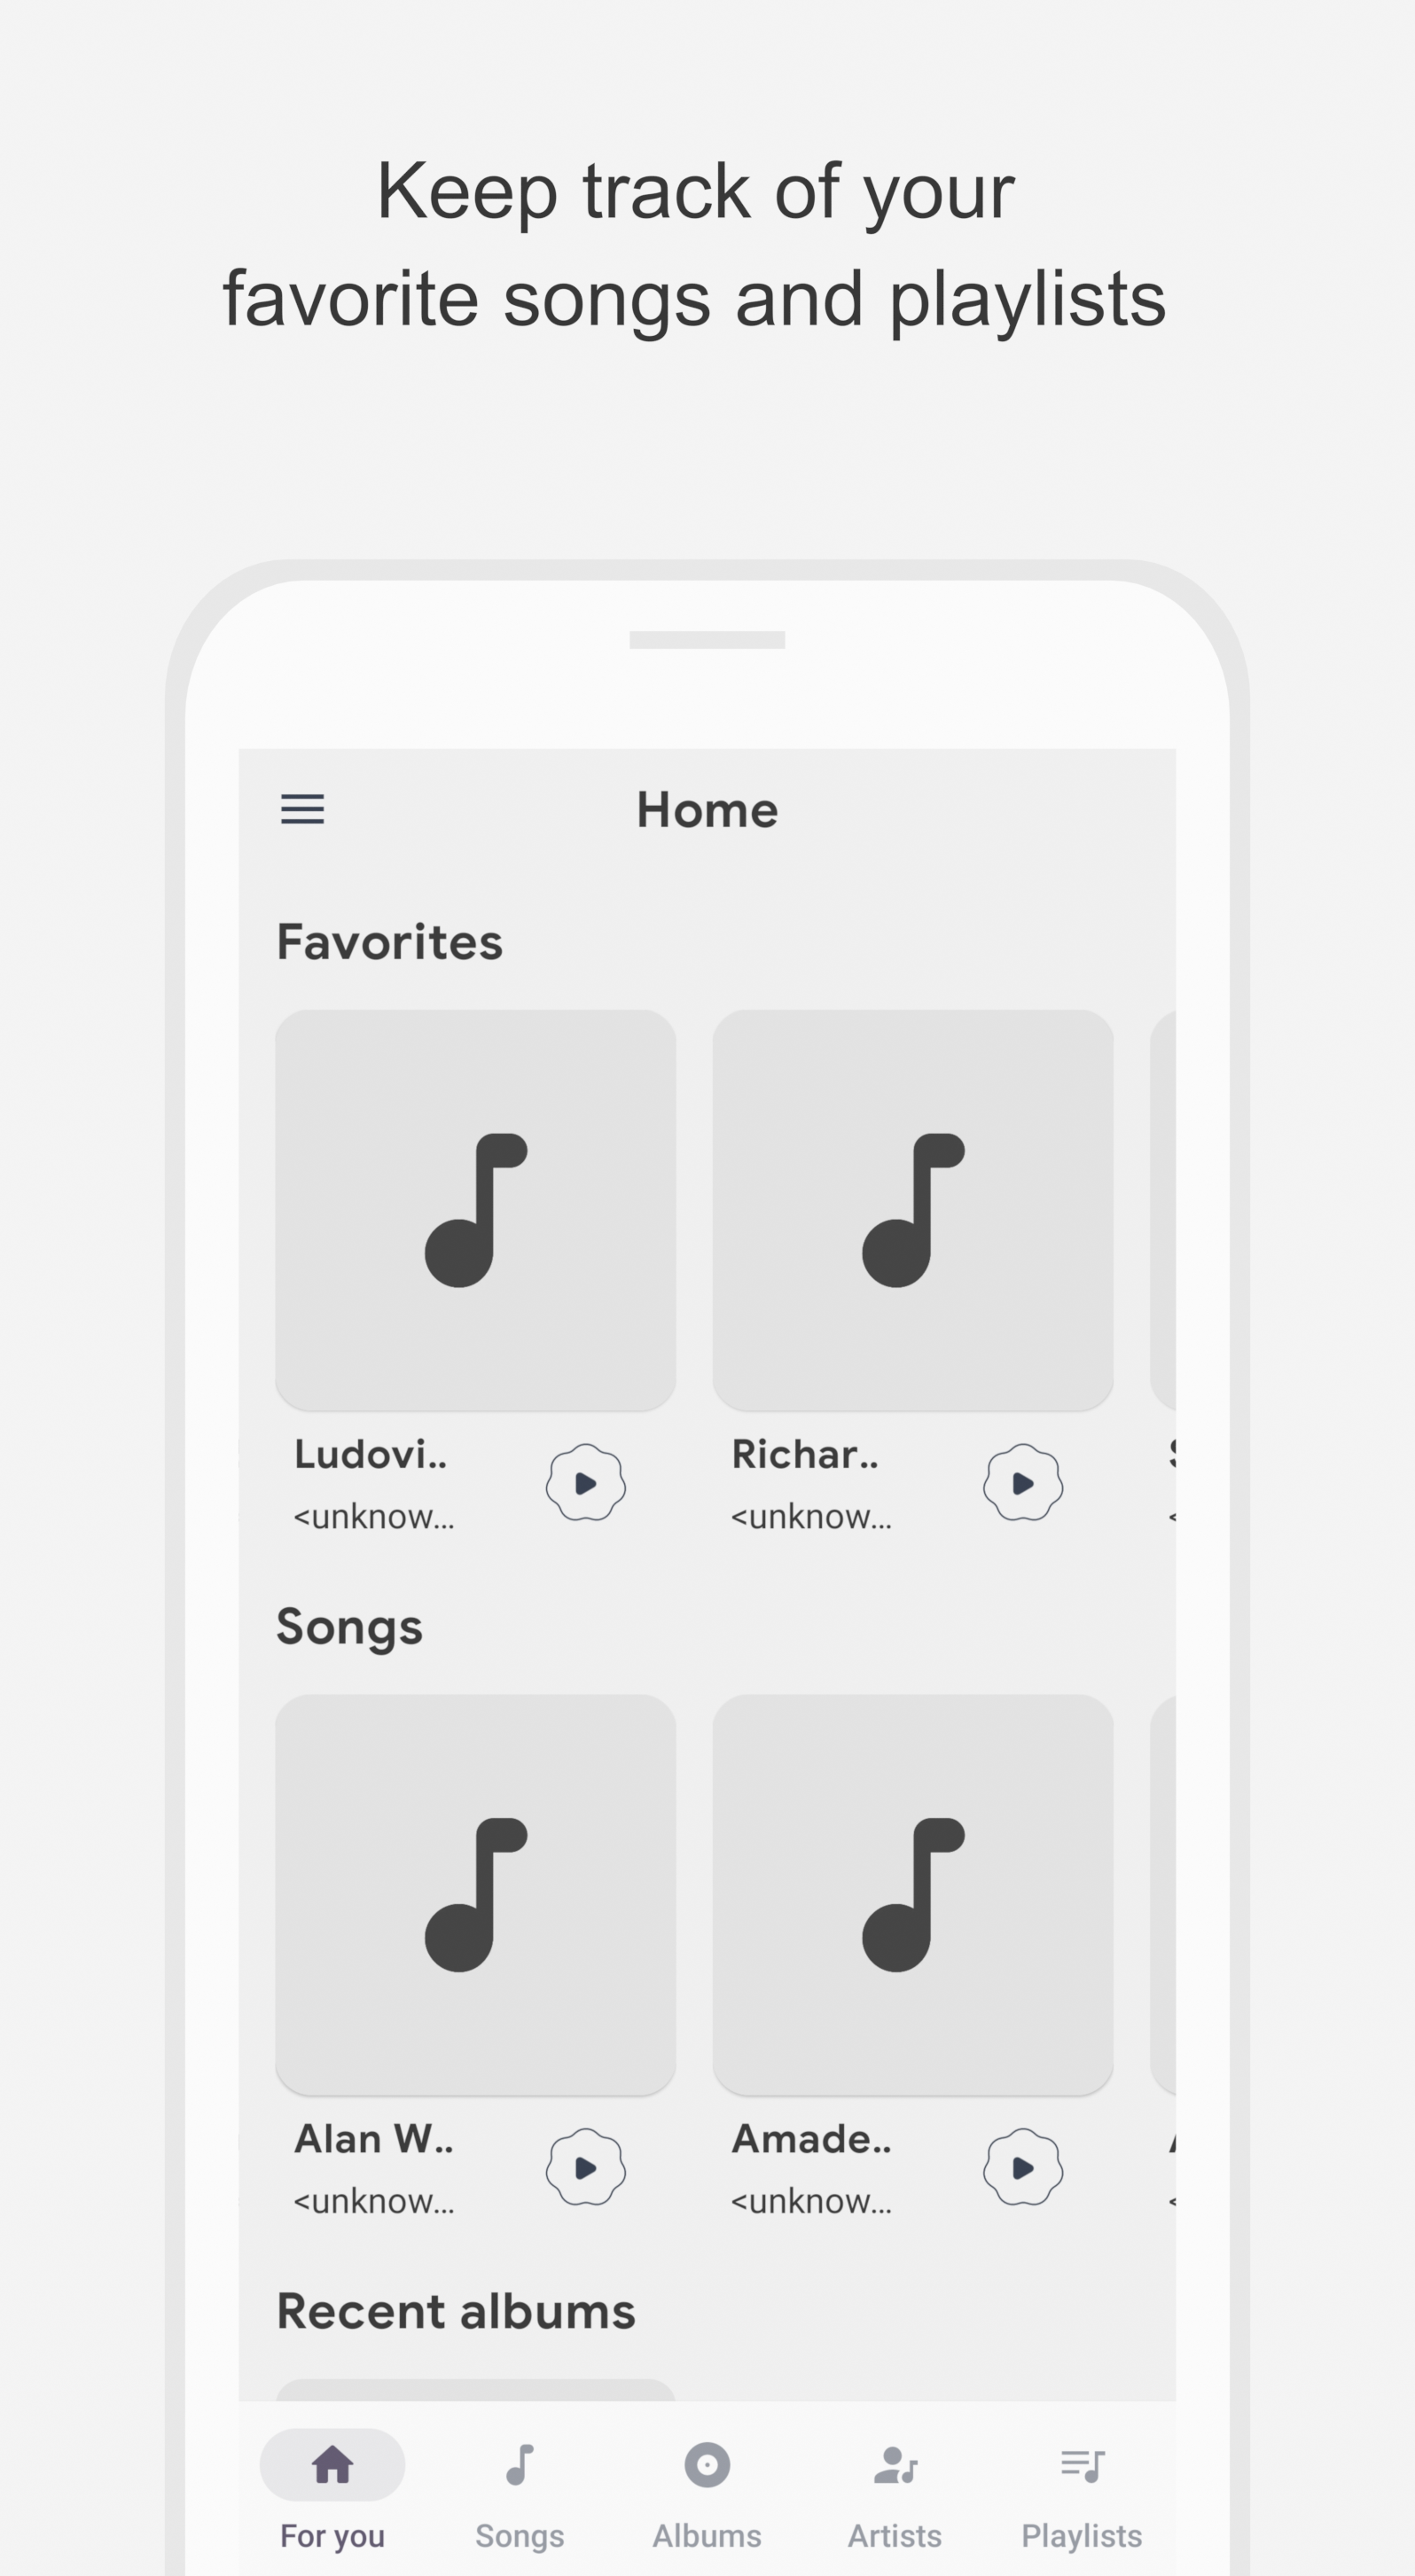 Keep track of your
favorite songs and playlists
Home
Favorites
Ludovi..
Richar..
<unknow...
<unknow...
<
Songs
Alan W..
Amade..
<unknow...
<unknow...
<
Recent albums
For you
Songs
Albums
Artists
Playlists